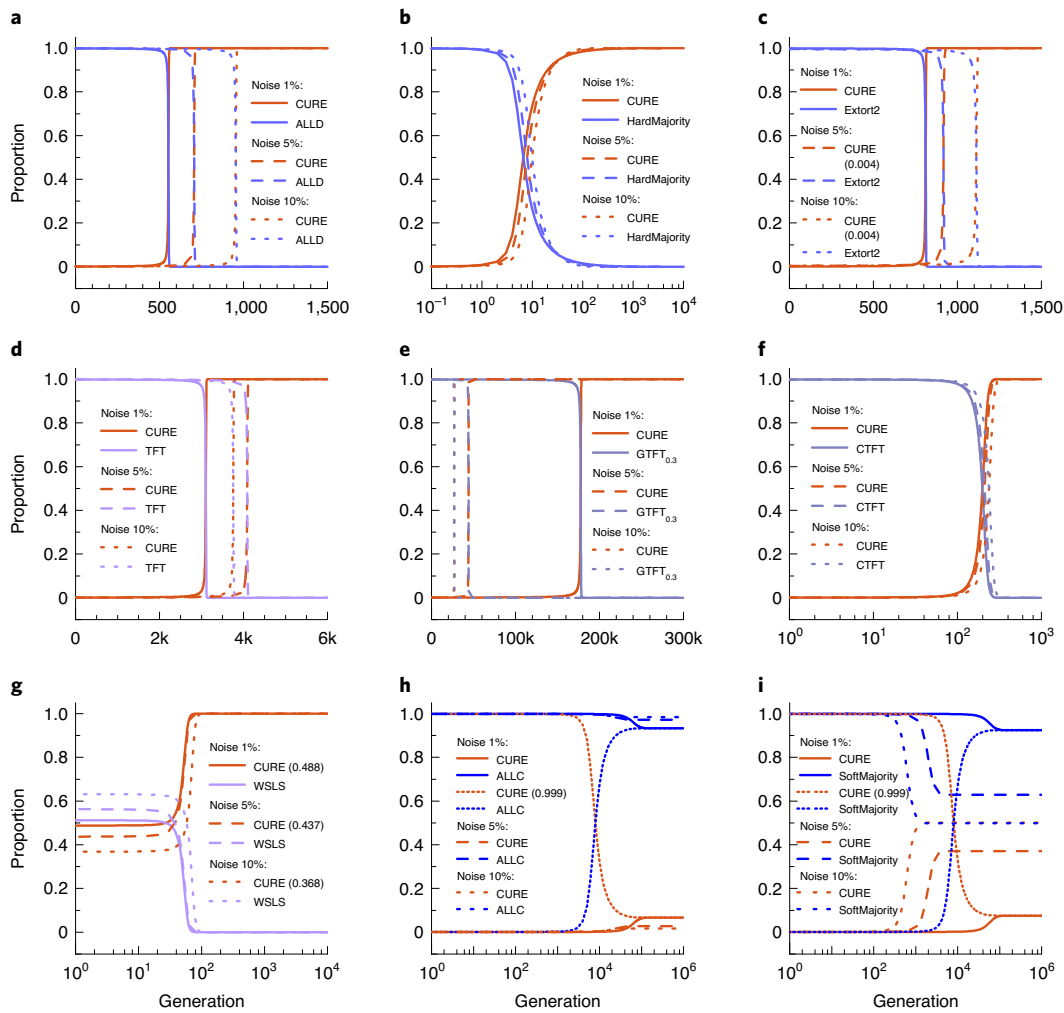 a
Proportion
1.0
0.8
0.6
0.4
0.2
0
0
500
1,000
1,500
Noise 1%:
CURE
ALLD
Noise 5%:
CURE
ALLD
Noise 10%:
CURE
ALLD
b
10⁻¹
10⁰
10¹
10²
10³
10⁴
Noise 1%:
CURE
HardMajority
Noise 5%:
CURE
HardMajority
Noise 10%:
CURE
HardMajority
c
0
500
1,000
1,500
Noise 1%:
CURE
Extort2
Noise 5%:
CURE
(0.004)
Extort2
Noise 10%:
CURE
(0.004)
Extort2
d
Proportion
1.0
0.8
0.6
0.4
0.2
0
0
2k
4k
6k
Noise 1%:
CURE
TFT
Noise 5%:
CURE
TFT
Noise 10%:
CURE
TFT
e
0
100k
200k
300k
Noise 1%:
CURE
GTFT₀.₃
Noise 5%:
CURE
GTFT₀.₃
Noise 10%:
CURE
GTFT₀.₃
f
10⁰
10¹
10²
10³
Noise 1%:
CURE
CTFT
Noise 5%:
CURE
CTFT
Noise 10%:
CURE
CTFT
g
Proportion
1.0
0.8
0.6
0.4
0.2
0
10⁰
10¹
10²
10³
10⁴
Generation
Noise 1%:
CURE (0.488)
WSLS
Noise 5%:
CURE (0.437)
WSLS
Noise 10%:
CURE (0.368)
WSLS
h
10⁰
10²
10⁴
10⁶
Generation
Noise 1%:
CURE
ALLC
CURE (0.999)
ALLC
Noise 5%:
CURE
ALLC
Noise 10%:
CURE
ALLC
i
10⁰
10²
10⁴
10⁶
Generation
Noise 1%:
CURE
SoftMajority
CURE (0.999)
SoftMajority
Noise 5%:
CURE
SoftMajority
Noise 10%:
CURE
SoftMajority